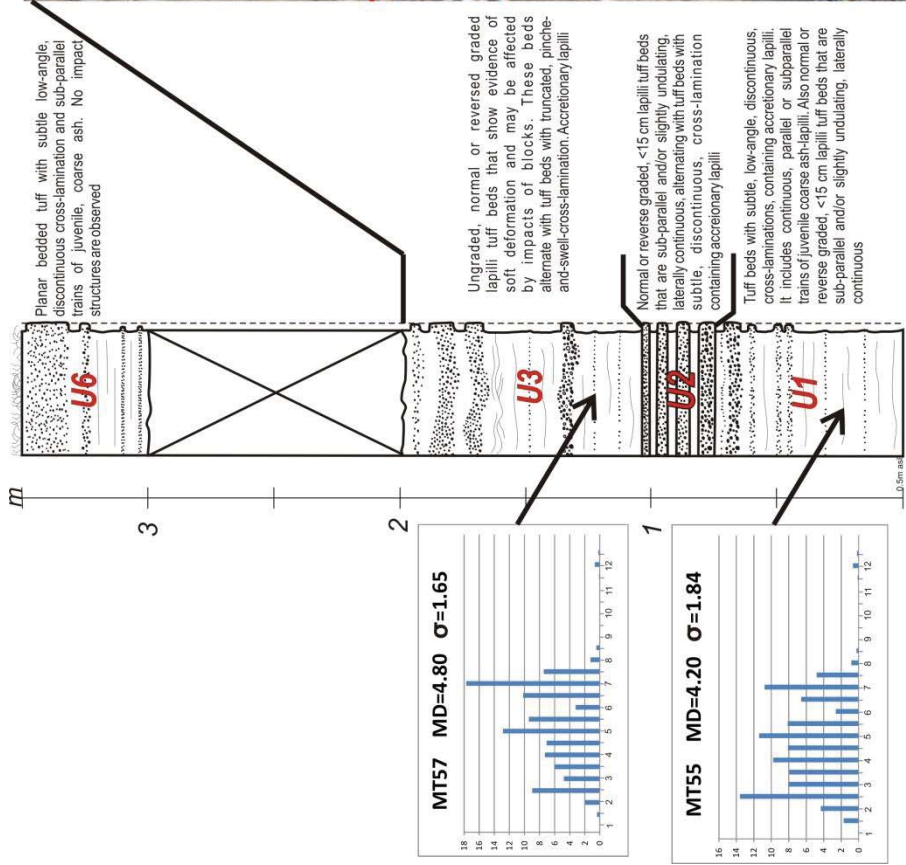 m
3
2
1
0.5m asl
U6
U3
U2
U1
Planar bedded tuff with subtle low-angle,
discontinuous cross-lamination and sub-parallel
trains of juvenile, coarse ash. No impact
structures are observed
Ungraded, normal or reversed graded
lapilli tuff beds that show evidence of
soft deformation and may be affected
by impacts of blocks. These beds
alternate with tuff beds with truncated, pinche-
and-swell-cross-lamination. Accretionary lapilli
Normal or reverse graded, <15 cm lapilli tuff beds
that are sub-parallel and/or slightly undulating,
laterally continuous, alternating with tuff beds with
subtle, discontinuous, cross-lamination
containing accreionary lapilli
Tuff beds with subtle, low-angle, discontinuous,
cross-laminations, containing accretionary lapilli.
It includes continuous, parallel or subparallel
trains of juvenile coarse ash-lapilli. Also normal or
reverse graded, <15 cm lapilli tuff beds that are
sub-parallel and/or slightly undulating, laterally
continuous
MT57 MD=4.80 σ=1.65
18
16
14
12
10
8
6
4
2
0
1 2 3 4 5 6 7 8 9 10 11 12
MT55 MD=4.20 σ=1.84
16
14
12
10
8
6
4
2
0
1 2 3 4 5 6 7 8 9 10 11 12